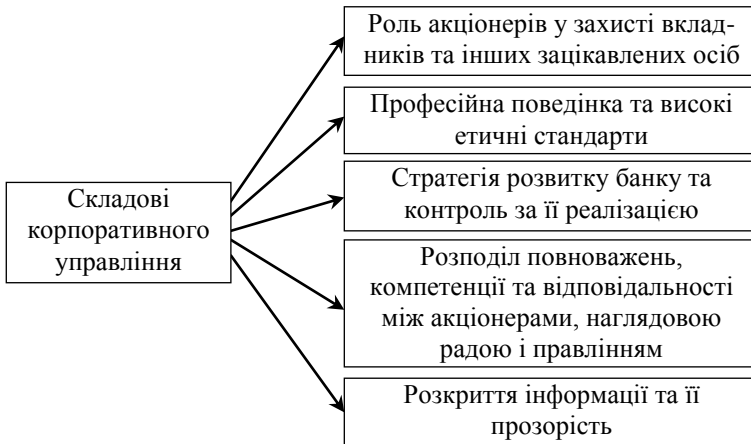 Роль акціонерів у захисті вклад-
ників та інших зацікавлених осіб
Професійна поведінка та високі
етичні стандарти
Складові
корпоративного
управління
Стратегія розвитку банку та
контроль за її реалізацією
Розподіл повноважень,
компетенції та відповідальності
між акціонерами, наглядовою
радою і правлінням
Розкриття інформації та її
прозорість